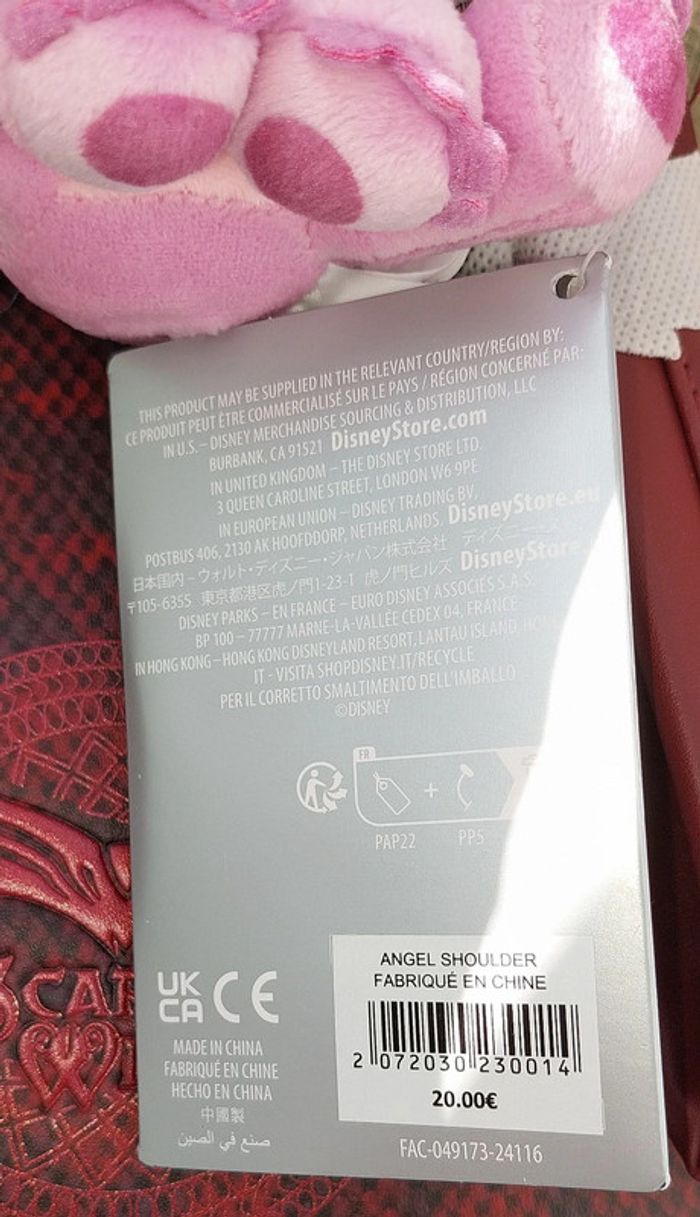 THIS PRODUCT MAY BE SUPPLIED IN THE RELEVANT COUNTRY/REGION BY:
CE PRODUIT PEUT ÊTRE COMMERCIALISÉ SUR LE PAYS / RÉGION CONCERNÉ PAR:
IN U.S. – DISNEY MERCHANDISE SOURCING & DISTRIBUTION, LLC
BURBANK, CA 91521 DisneyStore.com
IN UNITED KINGDOM – THE DISNEY STORE LTD.
3 QUEEN CAROLINE STREET, LONDON W6 9PE
IN EUROPEAN UNION – DISNEY TRADING BV,
POSTBUS 406, 2130 AK HOOFDDORP, NETHERLANDS. DisneyStore.eu
日本国内 – ウォルト・ディズニー・ジャパン株式会社
〒105-6355 東京都港区虎ノ門1-23-1 虎ノ門ヒルズ DisneyStore
DISNEY PARKS – EN FRANCE – EURO DISNEY ASSOCIÉS S.A.S.
BP 100 – 77777 MARNE-LA-VALLÉE CEDEX 04, FRANCE
IN HONG KONG – HONG KONG DISNEYLAND RESORT, LANTAU ISLAND,
IT - VISITA SHOPDISNEY.IT/RECYCLE
PER IL CORRETTO SMALTIMENTO DELL'IMBALLO
©DISNEY
FR
+
PAP22 PP5
UK
CA CE
MADE IN CHINA
FABRIQUÉ EN CHINE
HECHO EN CHINA
中國製
صنع في الصين
ANGEL SHOULDER
FABRIQUÉ EN CHINE
2 072030 230014
20.00€
FAC-049173-24116